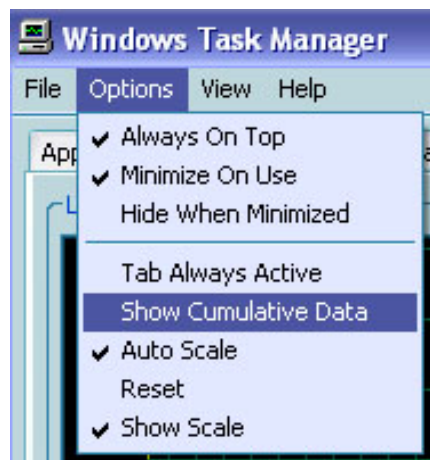 Windows Task Manager
File Options View Help
Always On Top
Minimize On Use
Hide When Minimized
Tab Always Active
Show Cumulative Data
Auto Scale
Reset
Show Scale